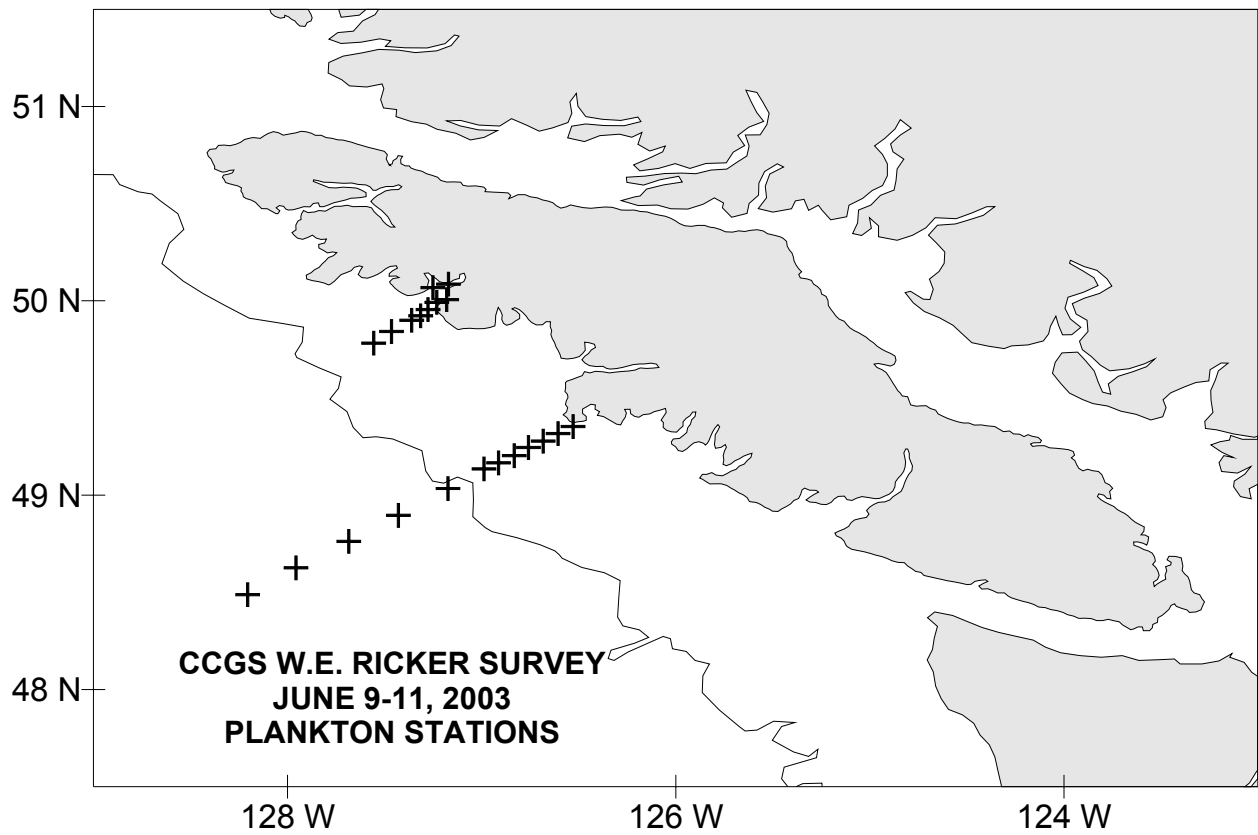 51 N
50 N
49 N
48 N
CCGS W.E. RICKER SURVEY
JUNE 9-11, 2003
PLANKTON STATIONS
128 W
126 W
124 W